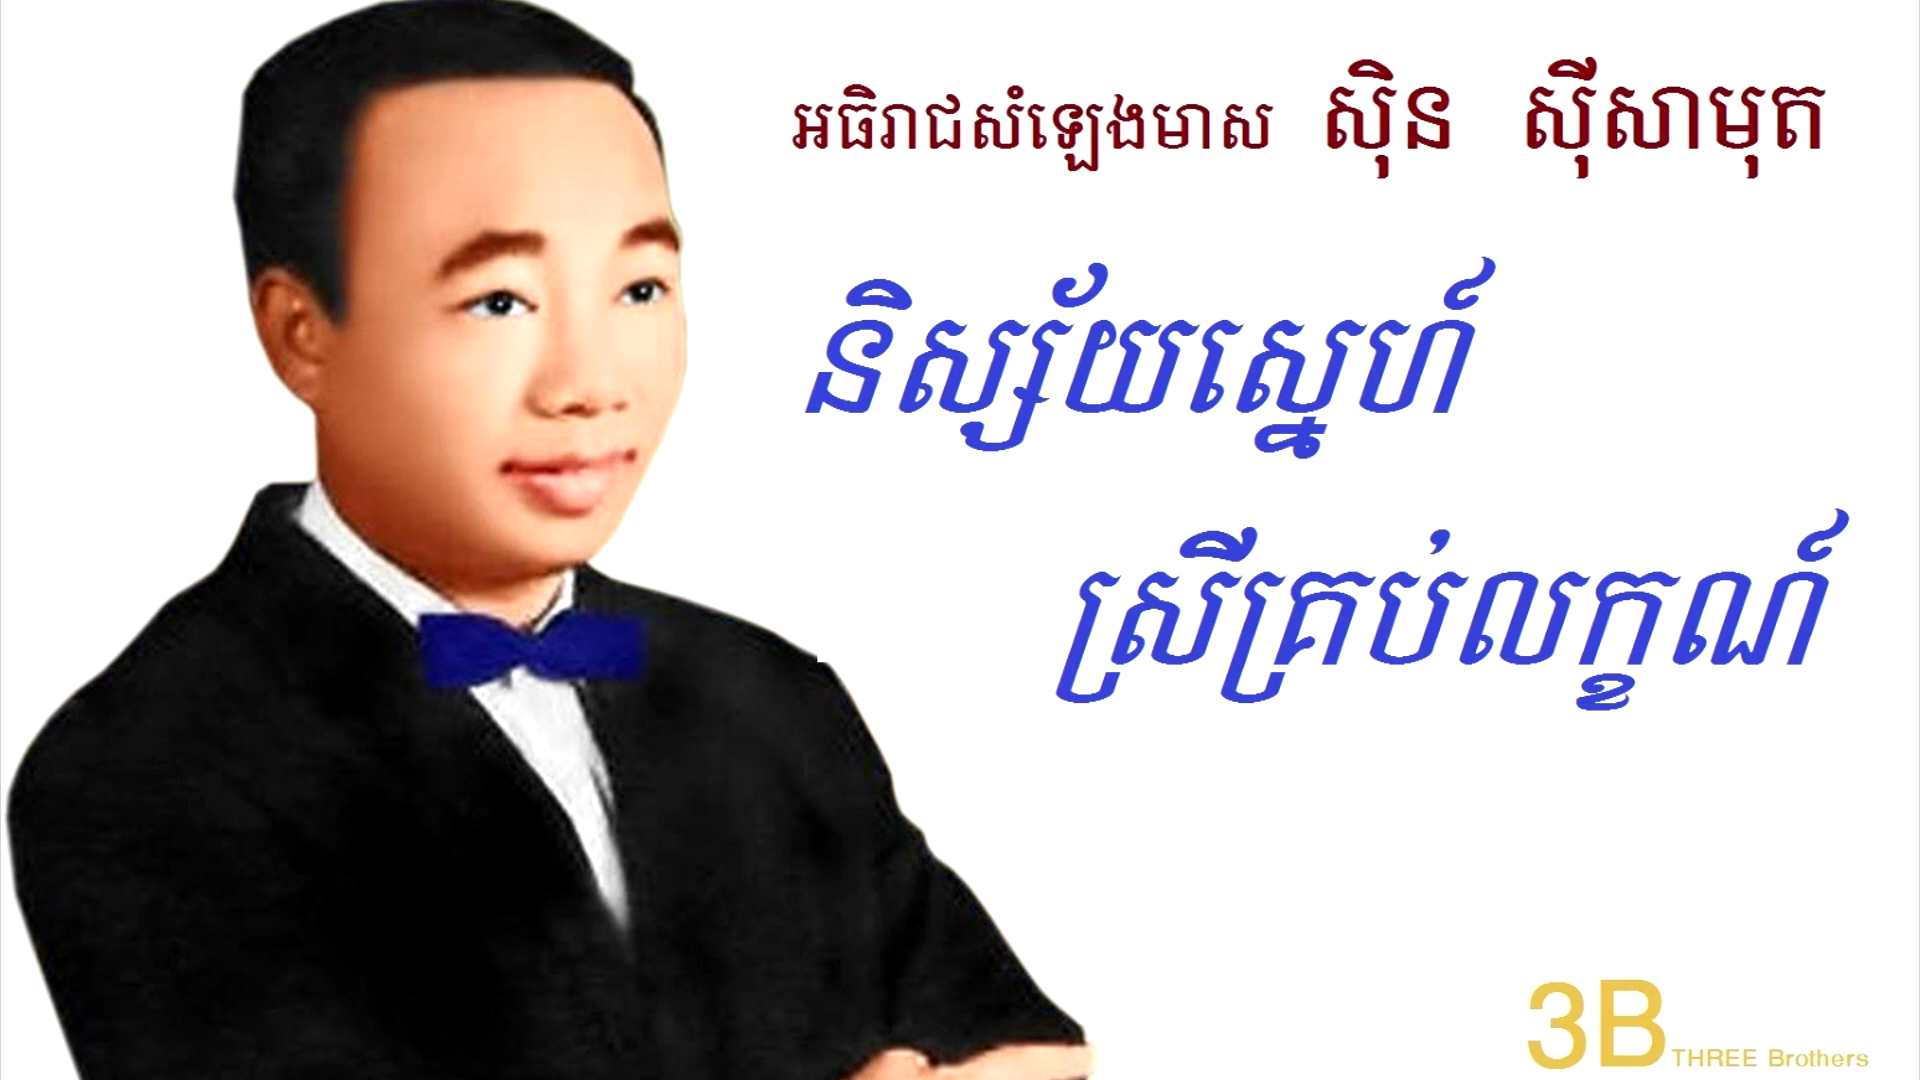 អធិរាជសំឡេងមាស ស៊ិន ស៊ីសាមុត
និស្ស័យស្នេហ៍
ស្រីគ្រប់លក្ខណ៍
3B THREE Brothers